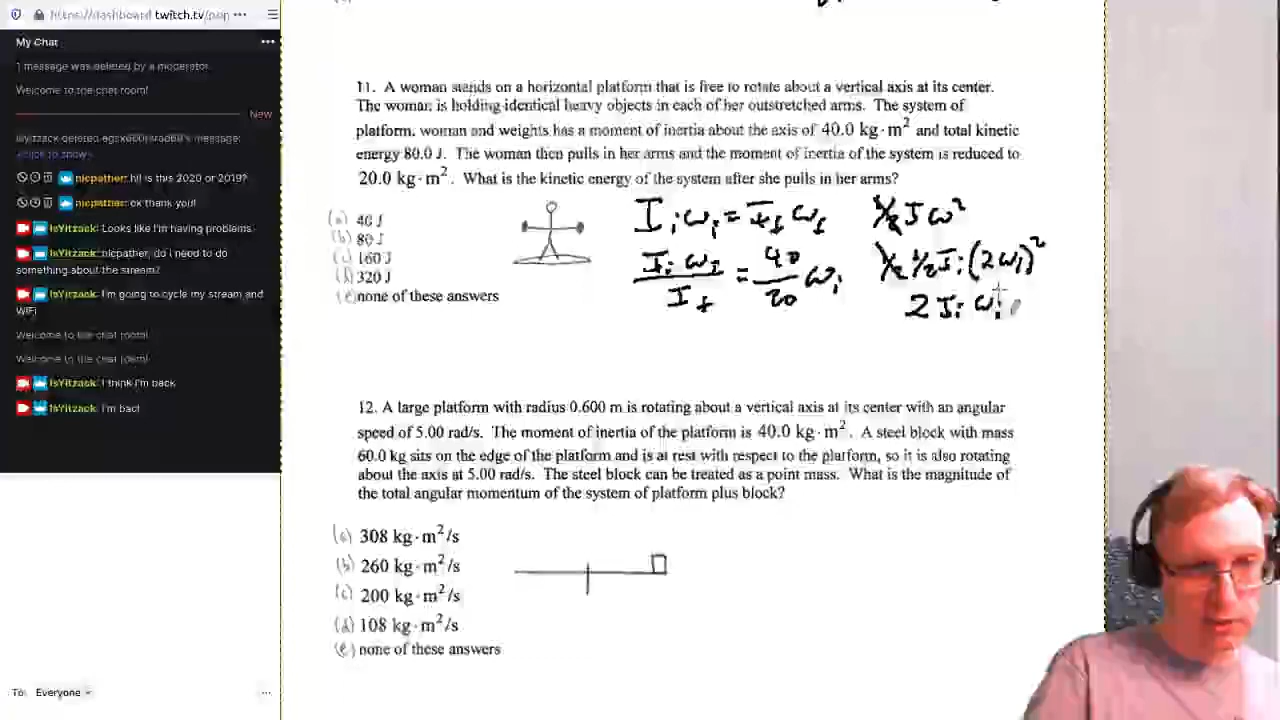 https://dashboard.twitch.tv/pop
My Chat
1 message was deleted by a moderator.
Welcome to the chat room!
New
message:
nicpather: hi! is this 2020 or 2019?
nicpather: ok thank you!
IsYitzack: Looks like I'm having problems
IsYitzack: nicpather, do I need to
do something about the stream?
IsYitzack: I'm going to cycle my stream and
WiFi
Welcome to the chat room!
Welcome to the chat room!
IsYitzack: I think I'm back
IsYitzack: I'm back
To: Everyone
11. A woman stands on a horizontal platform that is free to rotate about a vertical axis at its center.
The woman is holding identical heavy objects in each of her outstretched arms. The system of
platform, woman and weights has a moment of inertia about the axis of 40.0 kg·m² and total kinetic
energy 80.0 J. The woman then pulls in her arms and the moment of inertia of the system is reduced to
20.0 kg·m². What is the kinetic energy of the system after she pulls in her arms?
(a) 40 J
(b) 80 J
(c) 160 J
(d) 320 J
(e) none of these answers
I_i ω_i = I_f ω_f
I_i ω_i / I_f = 40/20 ω_i
½ I ω²
½ ½ I_i (2ω_i)²
2 I_i ω_i
12. A large platform with radius 0.600 m is rotating about a vertical axis at its center with an angular
speed of 5.00 rad/s. The moment of inertia of the platform is 40.0 kg·m². A steel block with mass
60.0 kg sits on the edge of the platform and is at rest with respect to the platform, so it is also rotating
about the axis at 5.00 rad/s. The steel block can be treated as a point mass. What is the magnitude of
the total angular momentum of the system of platform plus block?
(a) 308 kg·m²/s
(b) 260 kg·m²/s
(c) 200 kg·m²/s
(d) 108 kg·m²/s
(e) none of these answers